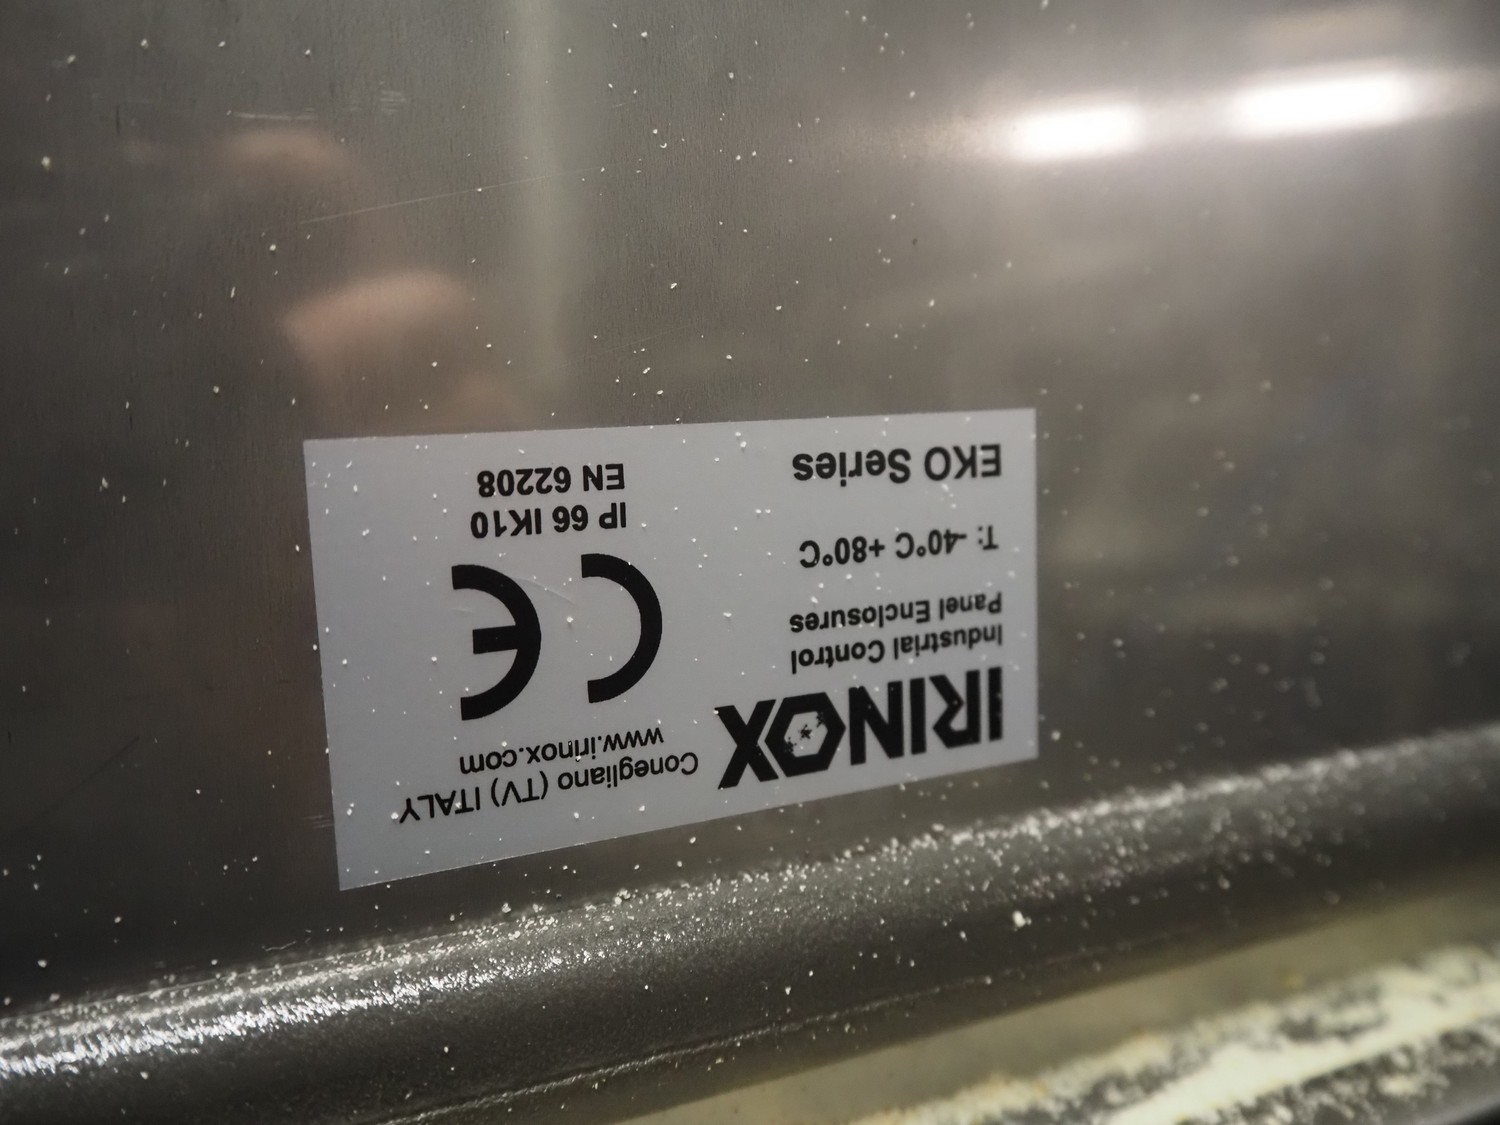 IRINOX
Industrial Control
Panel Enclosures
T: -40°C +80°C
EKO Series
Conegliano (TV) ITALY
www.irinox.com
CE
IP 66 IK10
EN 62208